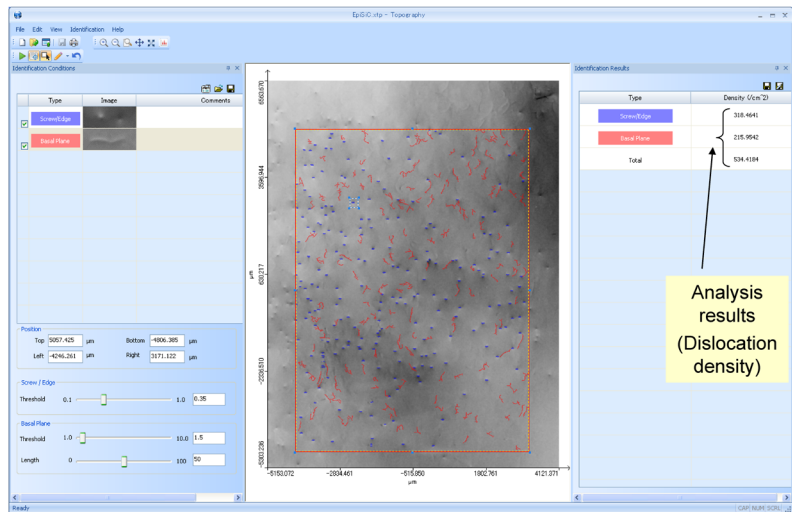 EpiSiC.xtp - Topography
File Edit View Identification Help
Identification Conditions
Type Image Comments
Screw/Edge
Basal Plane
Position
Top 5057.425 μm Bottom -4806.385 μm
Left -4246.261 μm Right 3171.122 μm
Screw / Edge
Threshold 0.1 1.0 0.35
Basal Plane
Threshold 1.0 10.0 1.5
Length 0 100 50
Ready
6563.670
3596.944
630.217
-2336.510
-5303.236
μm
-5153.072 -2834.461 -515.850 1802.761 4121.371
μm
Identification Results
Type Density (/cm^2)
Screw/Edge 318.4641
Basal Plane 215.9542
Total 534.4184
Analysis
results
(Dislocation
density)
CAP NUM SCRL